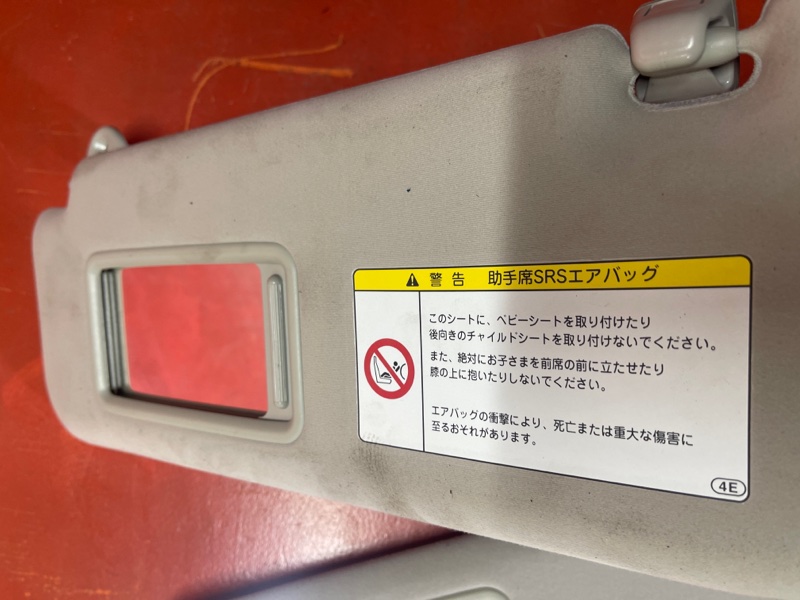 警告 助手席SRSエアバッグ
このシートに、ベビーシートを取り付けたり
後向きのチャイルドシートを取り付けないでください。
また、絶対にお子さまを前席の前に立たせたり
膝の上に抱いたりしないでください。
エアバッグの衝撃により、死亡または重大な傷害に
至るおそれがあります。
4E